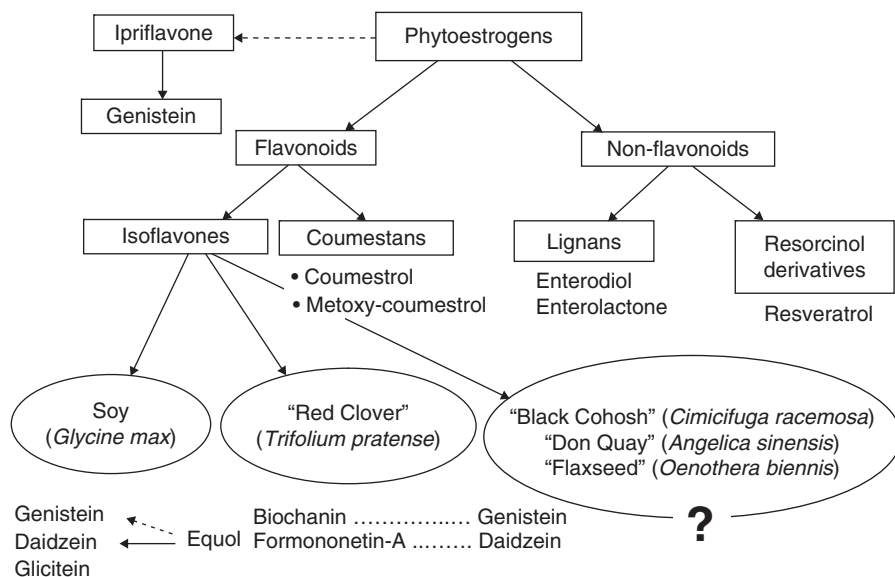 Ipriflavone
Phytoestrogens
Genistein
Flavonoids
Non-flavonoids
Isoflavones
Coumestans
• Coumestrol
• Metoxy-coumestrol
Lignans
Enterodiol
Enterolactone
Resorcinol
derivatives
Resveratrol
Soy
(Glycine max)
“Red Clover”
(Trifolium pratense)
“Black Cohosh” (Cimicifuga racemosa)
“Don Quay” (Angelica sinensis)
“Flaxseed” (Oenothera biennis)
?
Genistein
Daidzein
Glicitein
Equol
Biochanin ................ Genistein
Formononetin-A ......... Daidzein